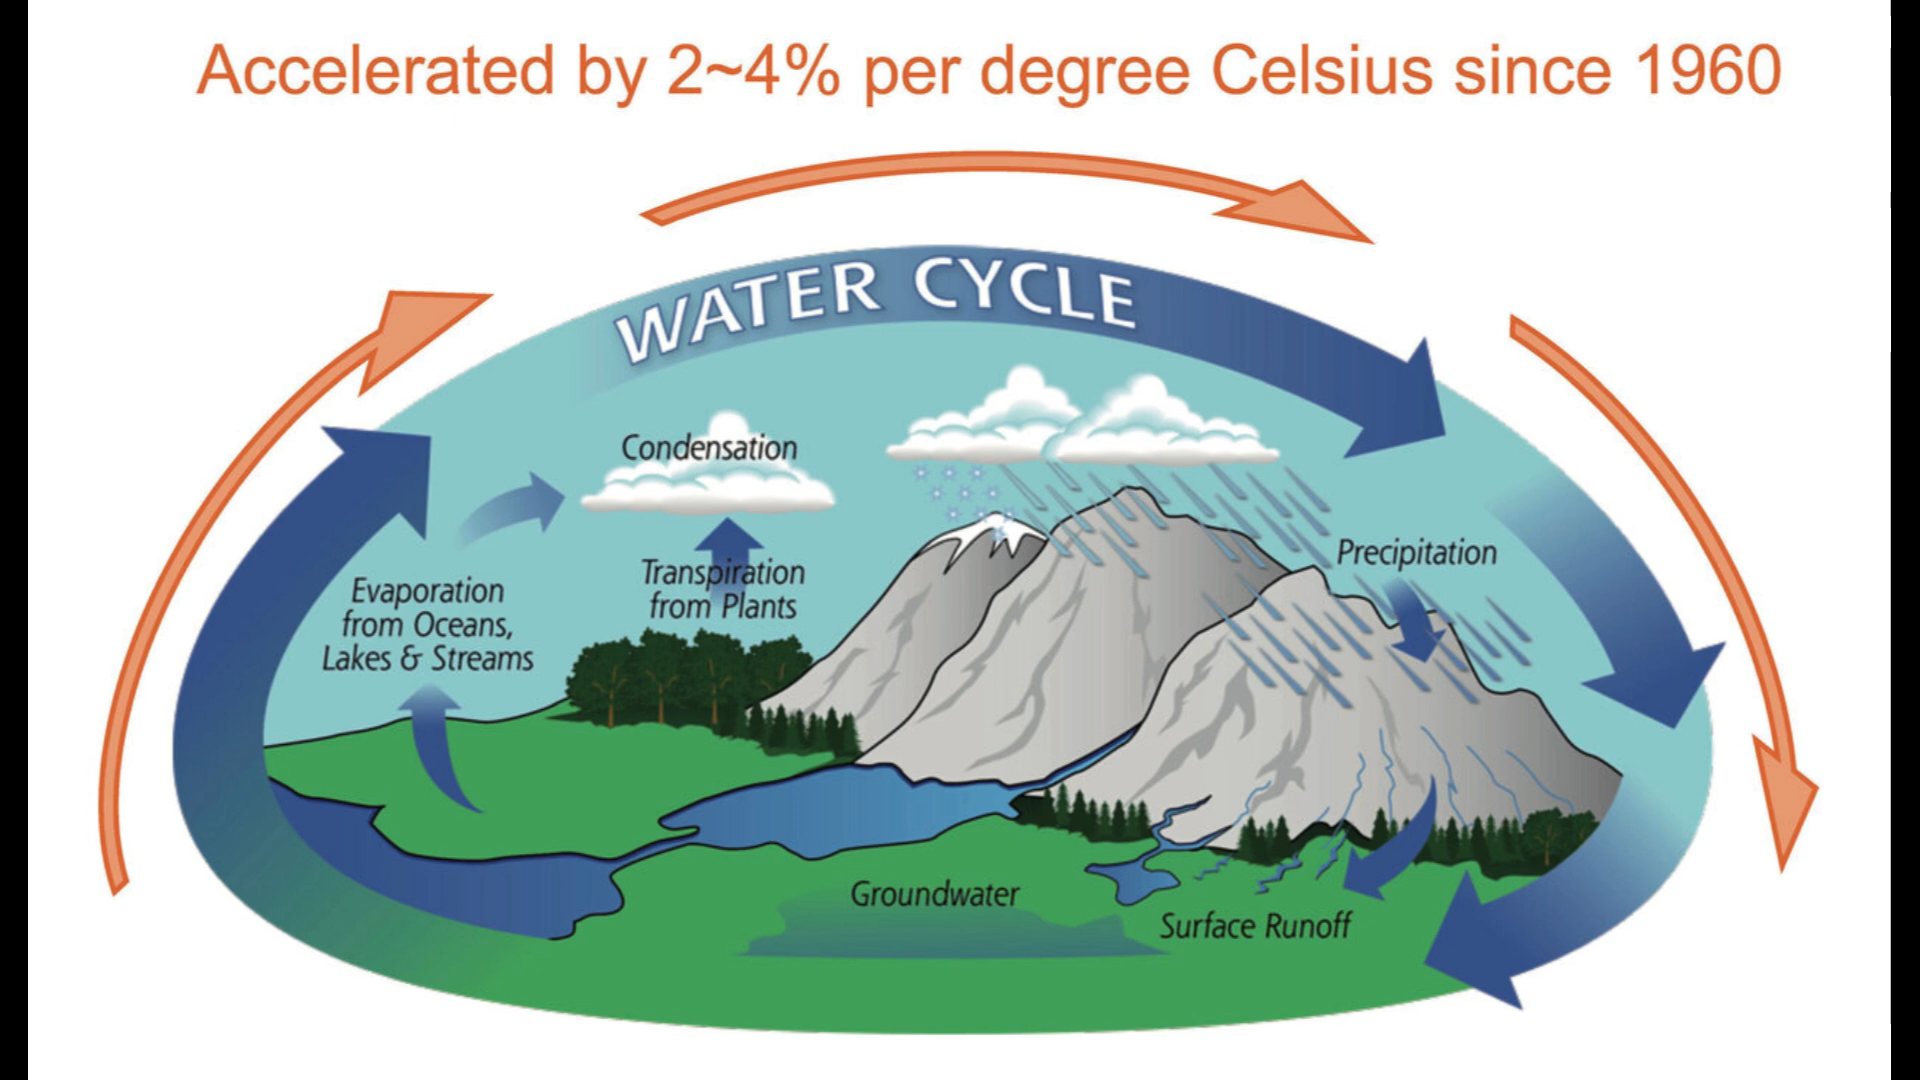 Accelerated by 2~4% per degree Celsius since 1960
WATER CYCLE
Condensation
Precipitation
Transpiration
from Plants
Evaporation
from Oceans,
Lakes & Streams
Groundwater
Surface Runoff